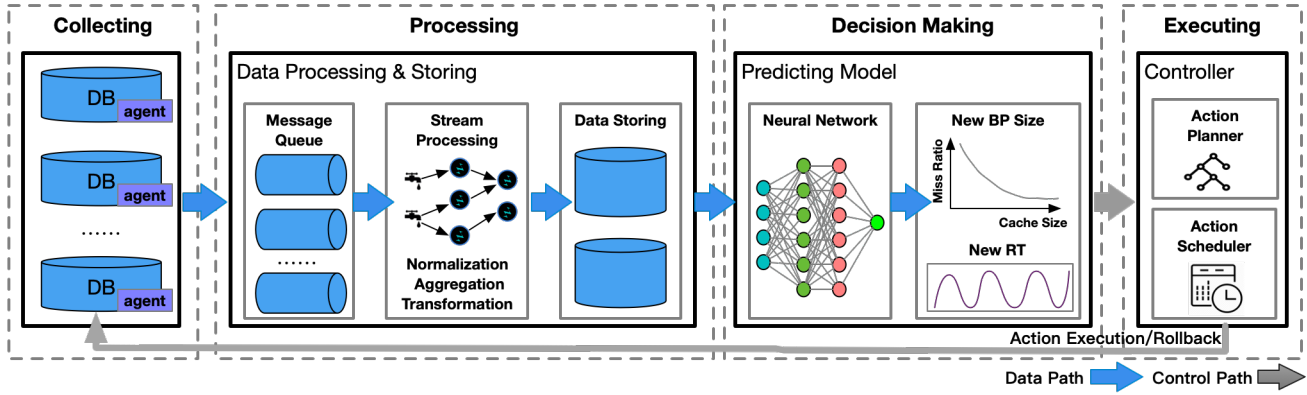 Collecting
DB
agent
DB
agent
......
DB
agent
Processing
Data Processing & Storing
Message
Queue
......
Stream
Processing
Normalization
Aggregation
Transformation
Data Storing
Decision Making
Predicting Model
Neural Network
New BP Size
Miss Ratio
Cache Size
New RT
Executing
Controller
Action
Planner
Action
Scheduler
Action Execution/Rollback
Data Path
Control Path